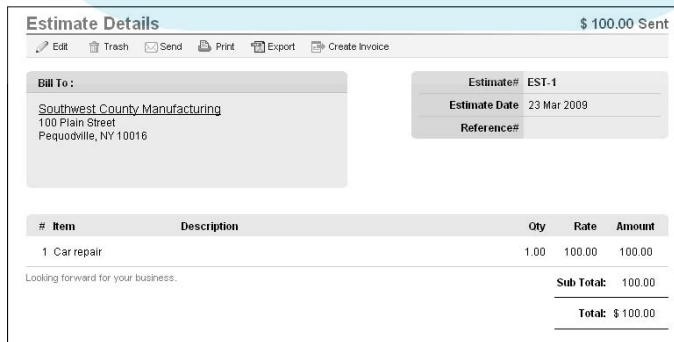 Estimate Details $ 100.00 Sent
Edit Trash Send Print Export Create Invoice
Bill To :
Southwest County Manufacturing
100 Plain Street
Pequodville, NY 10016
Estimate# EST-1
Estimate Date 23 Mar 2009
Reference#
# Item Description Qty Rate Amount
1 Car repair 1.00 100.00 100.00
Looking forward for your business.
Sub Total: 100.00
Total: $ 100.00